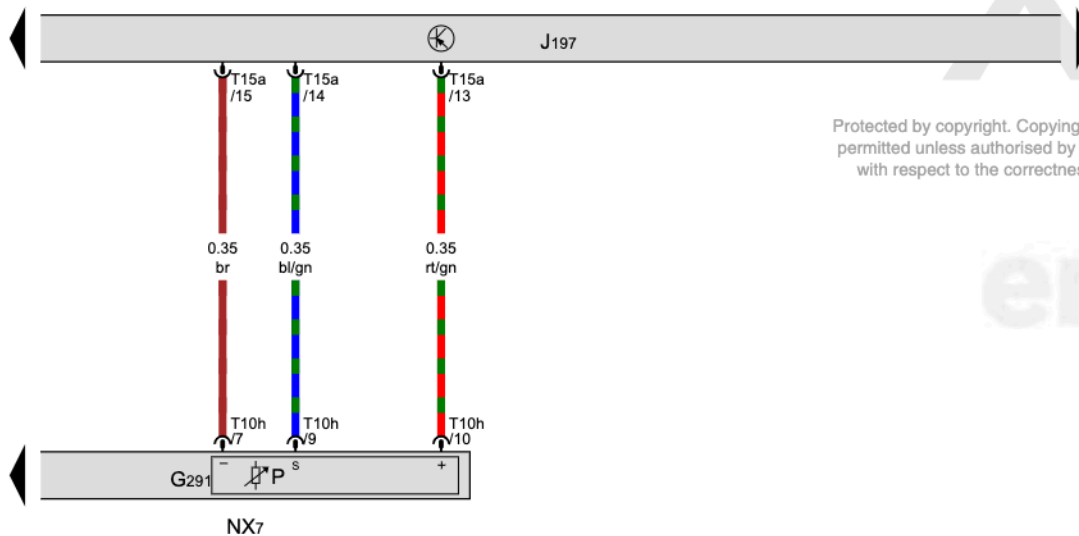 J197
T15a
/15
T15a
/14
T15a
/13
Protected by copyright. Copying
permitted unless authorised by
with respect to the correctnes
0.35
br
0.35
bl/gn
0.35
rt/gn
er
T10h
/7
T10h
/9
T10h
/10
− S +
G291 P
NX7